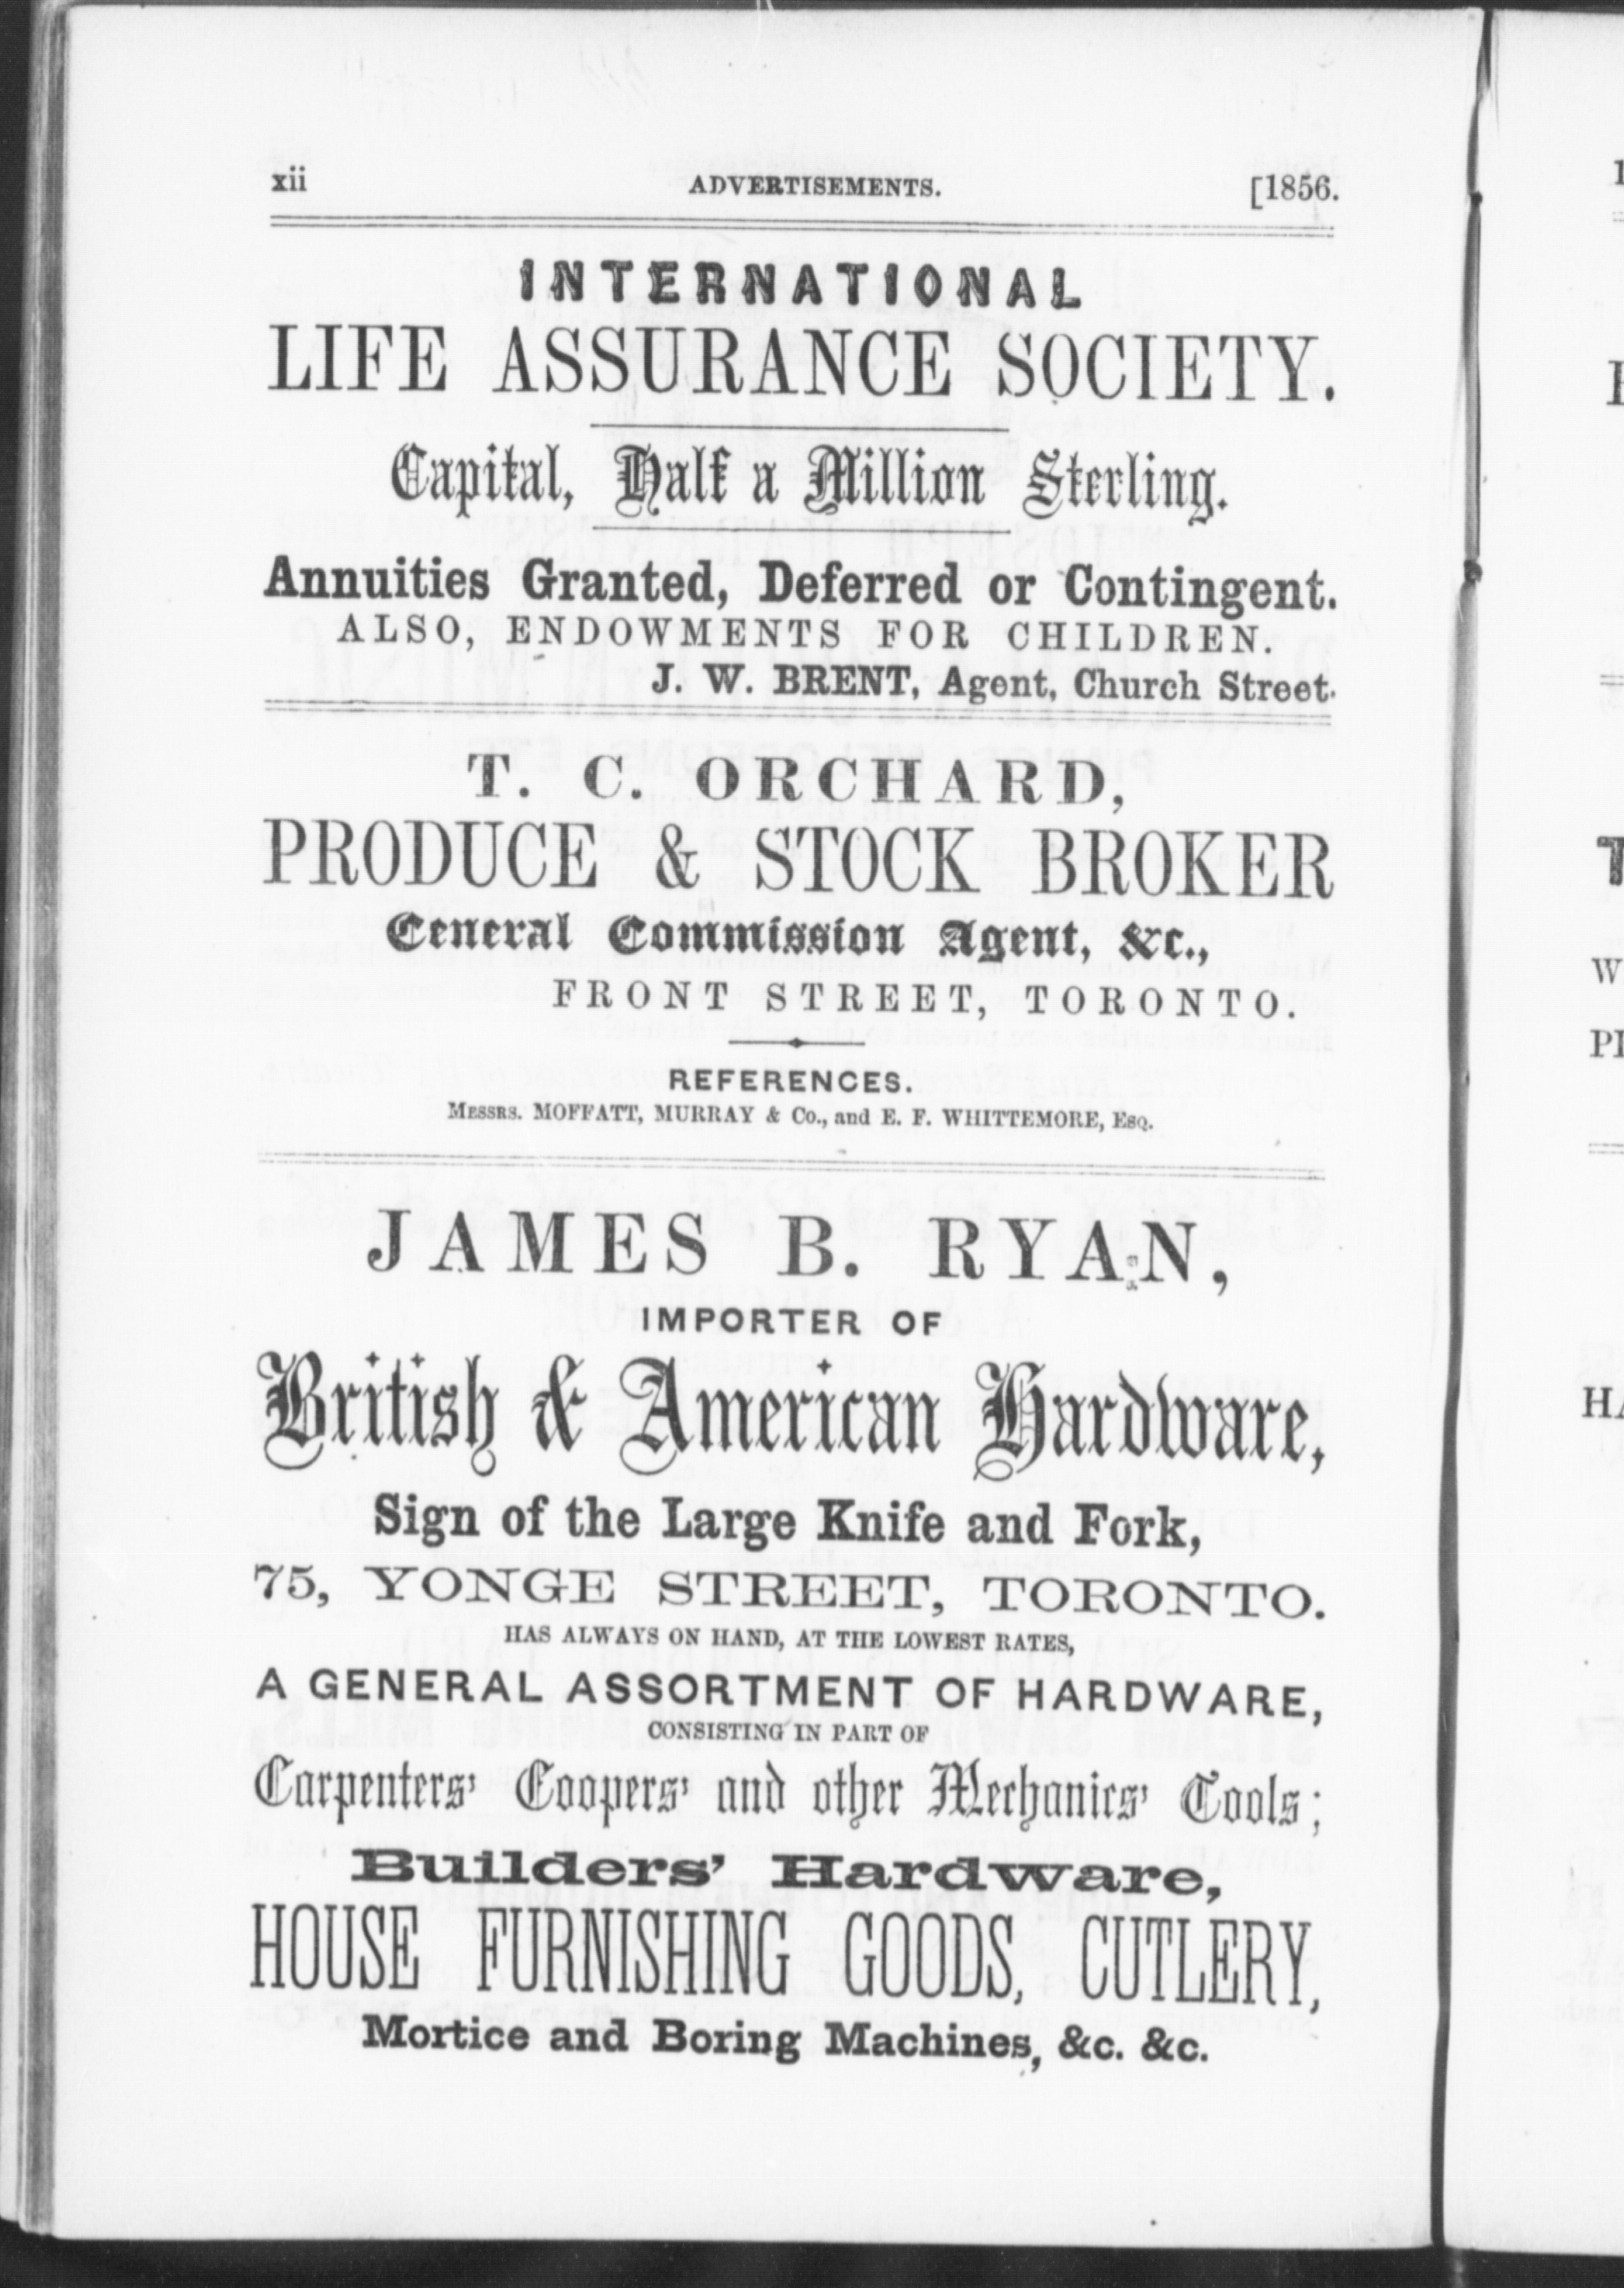 xii ADVERTISEMENTS. [1856.
INTERNATIONAL
LIFE ASSURANCE SOCIETY.
Capital, Half a Million Sterling.
Annuities Granted, Deferred or Contingent.
ALSO, ENDOWMENTS FOR CHILDREN.
J. W. BRENT, Agent, Church Street.
T. C. ORCHARD,
PRODUCE & STOCK BROKER
General Commission Agent, &c.,
FRONT STREET, TORONTO.
REFERENCES.
MESSRS. MOFFATT, MURRAY & Co., and E. F. WHITTEMORE, ESQ.
JAMES B. RYAN,
IMPORTER OF
British & American Hardware,
Sign of the Large Knife and Fork,
75, YONGE STREET, TORONTO.
HAS ALWAYS ON HAND, AT THE LOWEST RATES,
A GENERAL ASSORTMENT OF HARDWARE,
CONSISTING IN PART OF
Carpenters' Coopers' and other Mechanics' Tools;
Builders' Hardware,
HOUSE FURNISHING GOODS, CUTLERY,
Mortice and Boring Machines, &c. &c.